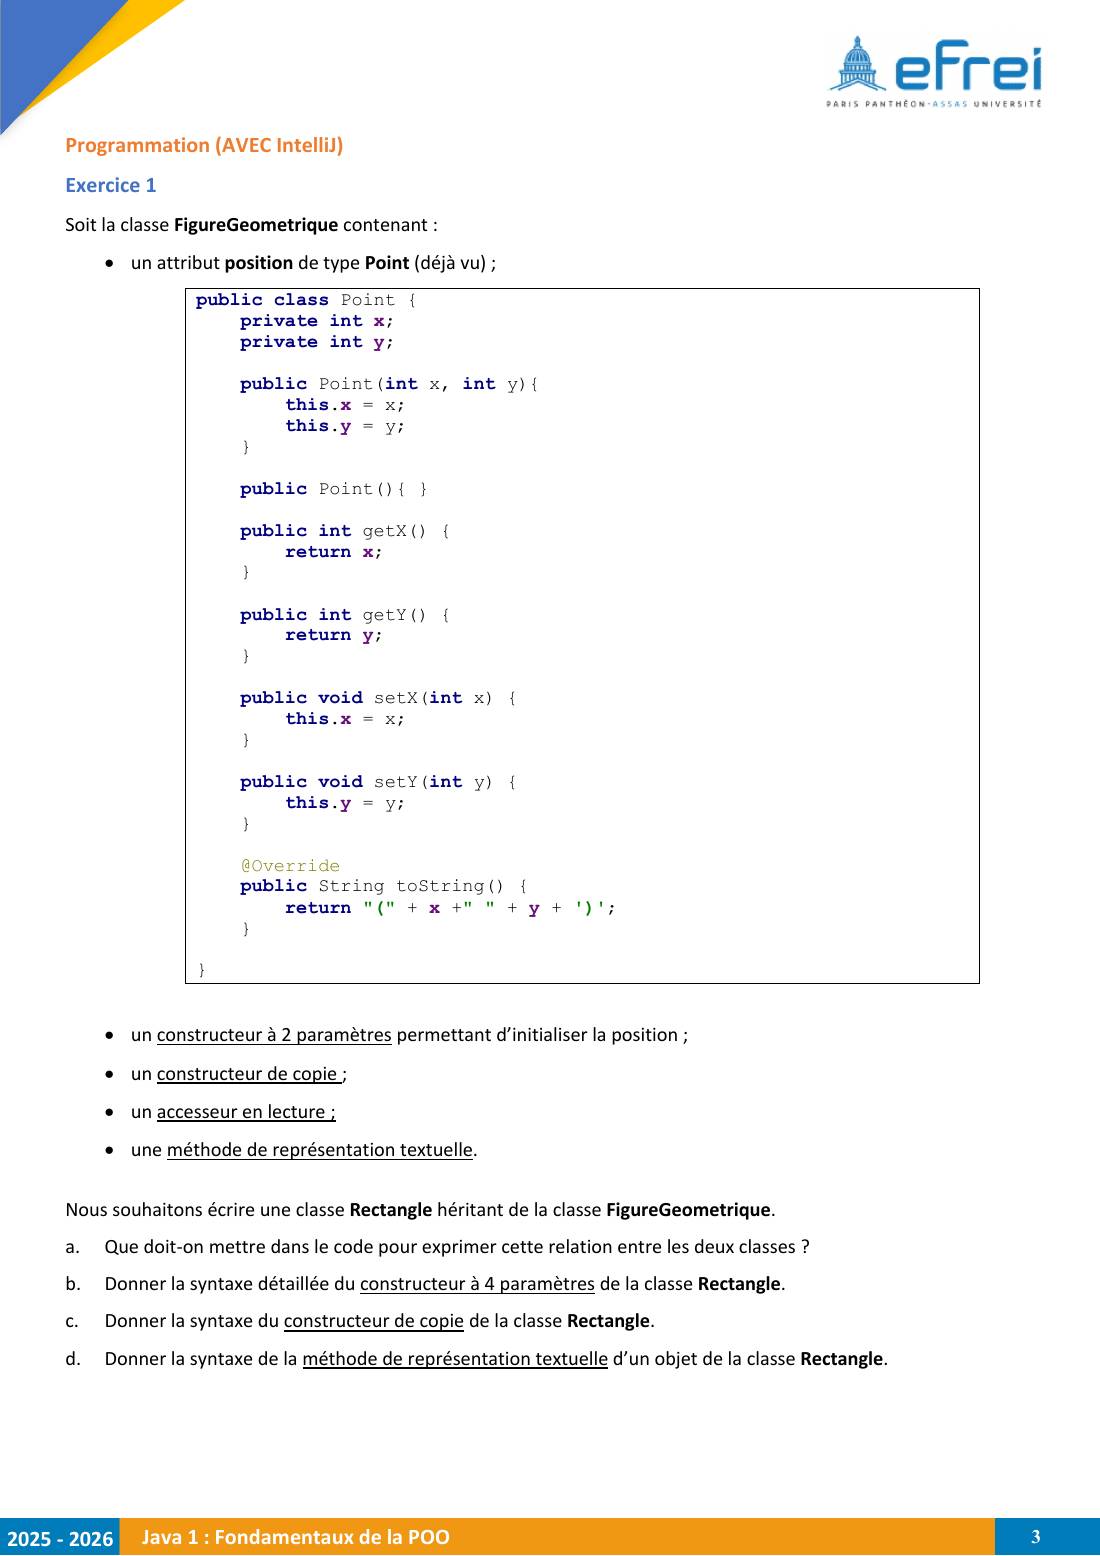 efrei
PARIS PANTHÉON-ASSAS UNIVERSITÉ
Programmation (AVEC IntelliJ)
Exercice 1
Soit la classe FigureGeometrique contenant :
• un attribut position de type Point (déjà vu) ;
public class Point {
    private int x;
    private int y;
    public Point(int x, int y){
        this.x = x;
        this.y = y;
    }
    public Point(){ }
    public int getX() {
        return x;
    }
    public int getY() {
        return y;
    }
    public void setX(int x) {
        this.x = x;
    }
    public void setY(int y) {
        this.y = y;
    }
    @Override
    public String toString() {
        return "(" + x +" " + y + ')';
    }
}
• un constructeur à 2 paramètres permettant d’initialiser la position ;
• un constructeur de copie ;
• un accesseur en lecture ;
• une méthode de représentation textuelle.
Nous souhaitons écrire une classe Rectangle héritant de la classe FigureGeometrique.
a. Que doit-on mettre dans le code pour exprimer cette relation entre les deux classes ?
b. Donner la syntaxe détaillée du constructeur à 4 paramètres de la classe Rectangle.
c. Donner la syntaxe du constructeur de copie de la classe Rectangle.
d. Donner la syntaxe de la méthode de représentation textuelle d’un objet de la classe Rectangle.
2025 - 2026 Java 1 : Fondamentaux de la POO 3